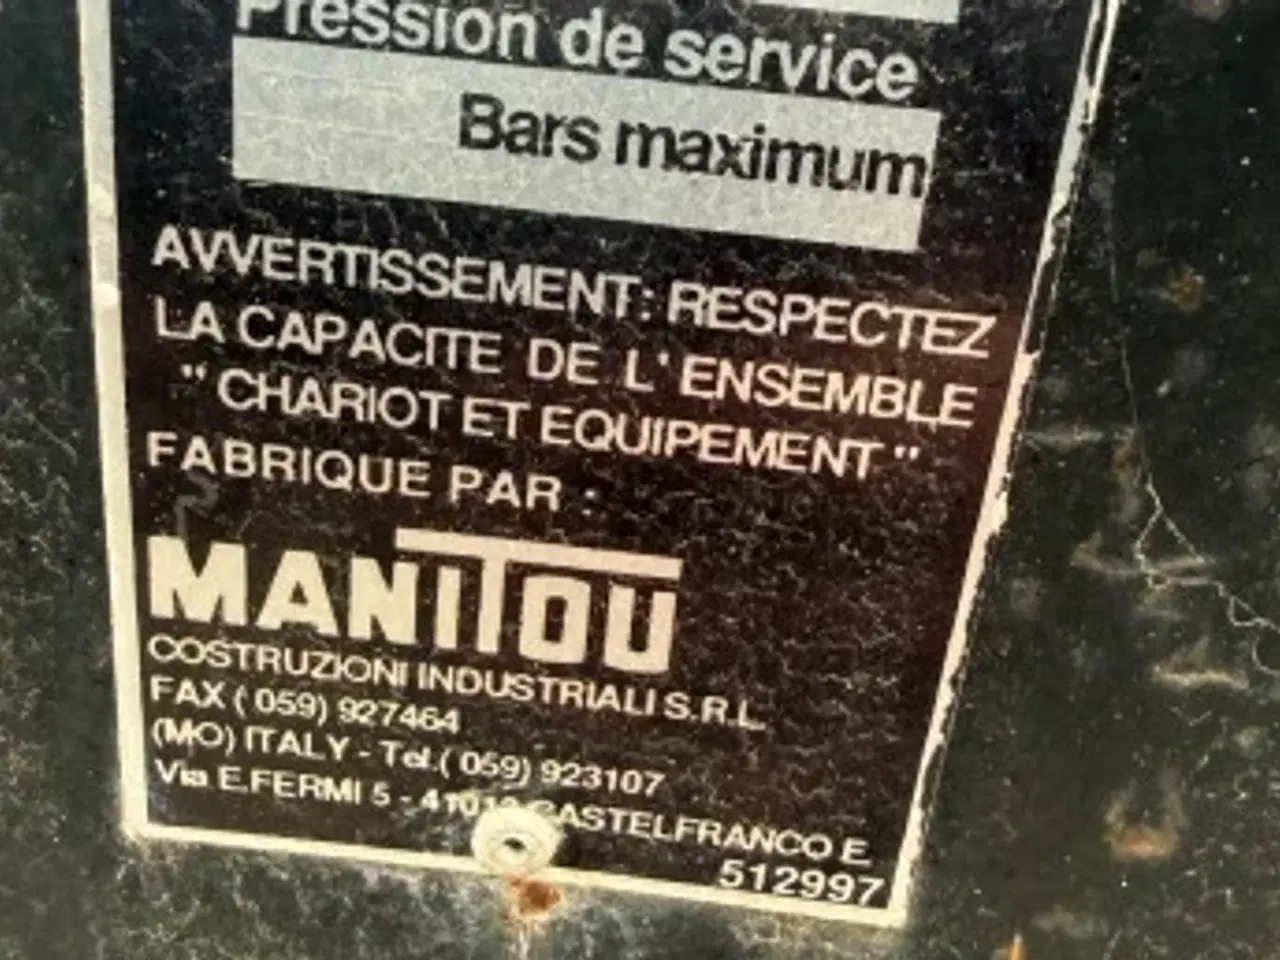 Pression de service
Bars maximum
AVVERTISSEMENT: RESPECTEZ
LA CAPACITE DE L' ENSEMBLE
" CHARIOT ET EQUIPEMENT "
FABRIQUE PAR :
MANITOU
COSTRUZIONI INDUSTRIALI S.R.L.
FAX ( 059) 927464
(MO) ITALY - Tel.( 059) 923107
Via E.FERMI 5 - CASTELFRANCO E.
512997